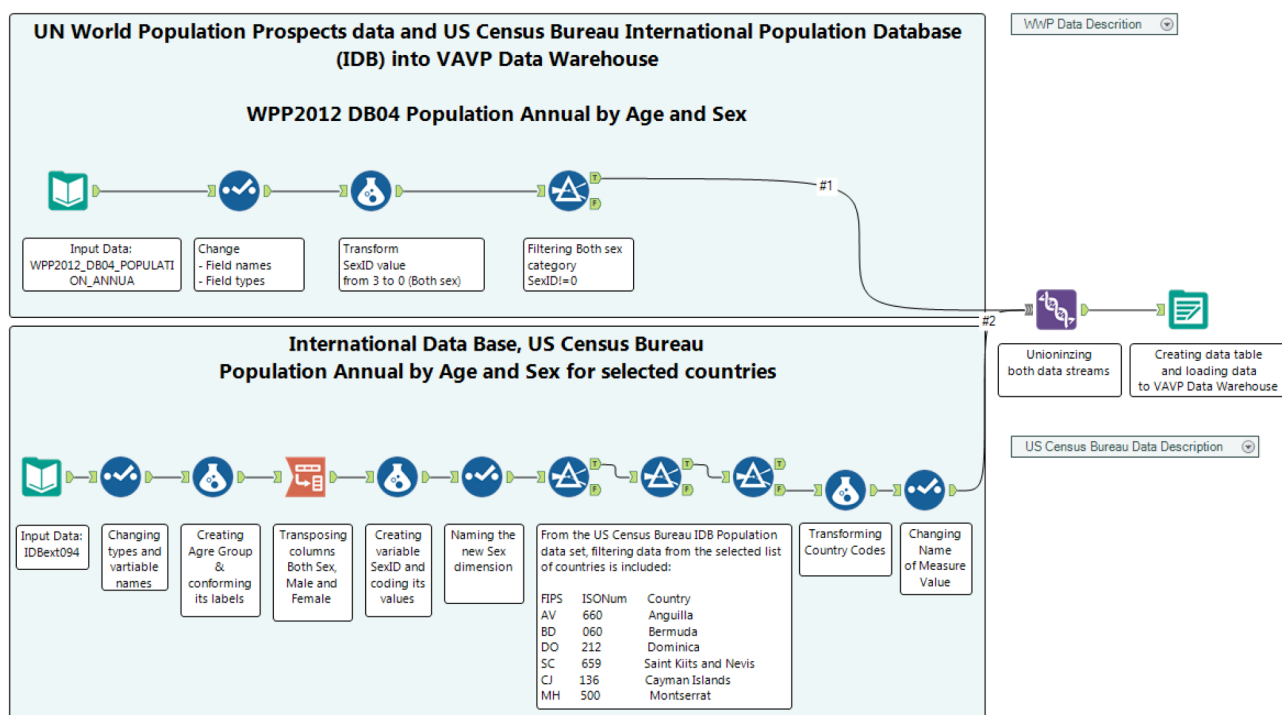 UN World Population Prospects data and US Census Bureau International Population Database
(IDB) into VAVP Data Warehouse
WPP2012 DB04 Population Annual by Age and Sex
WWP Data Descrition
T
F
#1
Input Data:
WPP2012_DB04_POPULATI
ON_ANNUA
Change
- Field names
- Field types
Transform
SexID value
from 3 to 0 (Both sex)
Filtering Both sex
category
SexID!=0
#2
Unioninzing
both data streams
Creating data table
and loading data
to VAVP Data Warehouse
International Data Base, US Census Bureau
Population Annual by Age and Sex for selected countries
US Census Bureau Data Description
T
F
T
F
T
F
Input Data:
IDBext094
Changing
types and
vartiable
names
Creating
Agre Group
&
conforming
its labels
Transposing
columns
Both Sex,
Male and
Female
Creating
variable
SexID and
coding its
values
Naming the
new Sex
dimension
From the US Census Bureau IDB Population
data set, filtering data from the selected list
of countries is included:
FIPS ISONum Country
AV 660 Anguilla
BD 060 Bermuda
DO 212 Dominica
SC 659 Saint Kiits and Nevis
CJ 136 Cayman Islands
MH 500 Montserrat
Transforming
Country Codes
Changing
Name
of Measure
Value